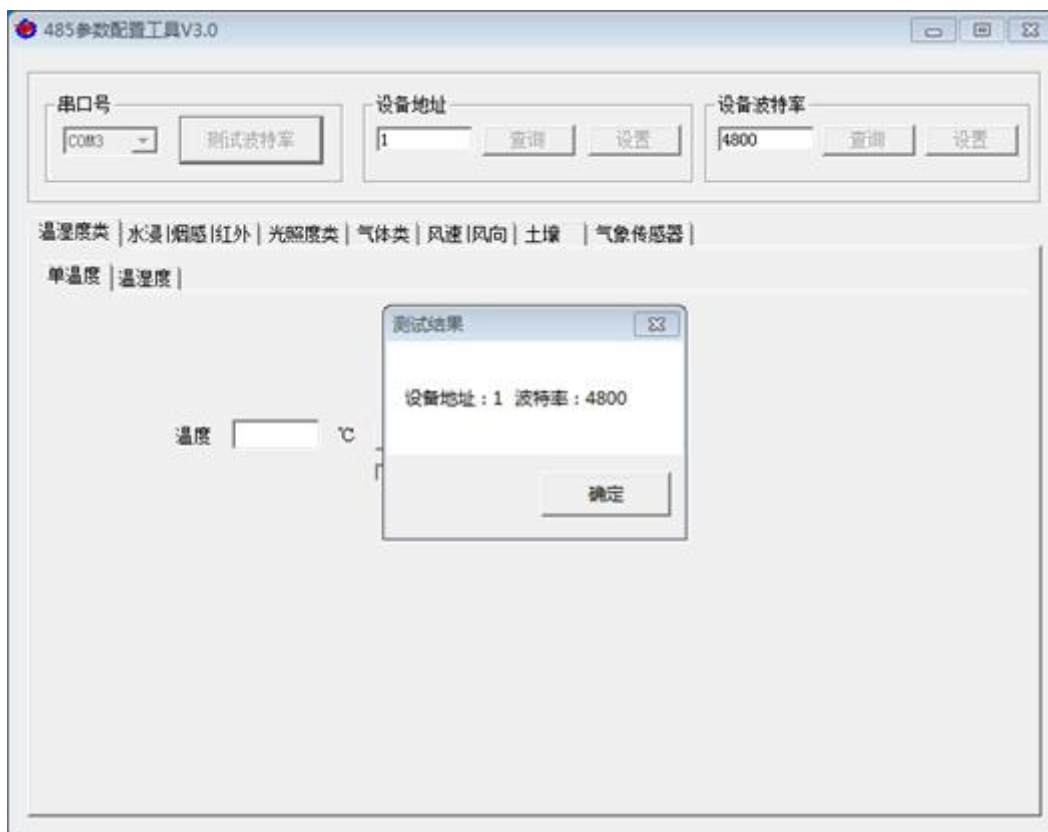 485参数配置工具V3.0
串口号
COM3
测试波特率
设备地址
1
查询
设置
设备波特率
4800
查询
设置
温湿度类 水浸|烟感|红外 光照度类 气体类 风速|风向 土壤 气象传感器
单温度 温湿度
温度
℃
测试结果
设备地址：1 波特率：4800
确定